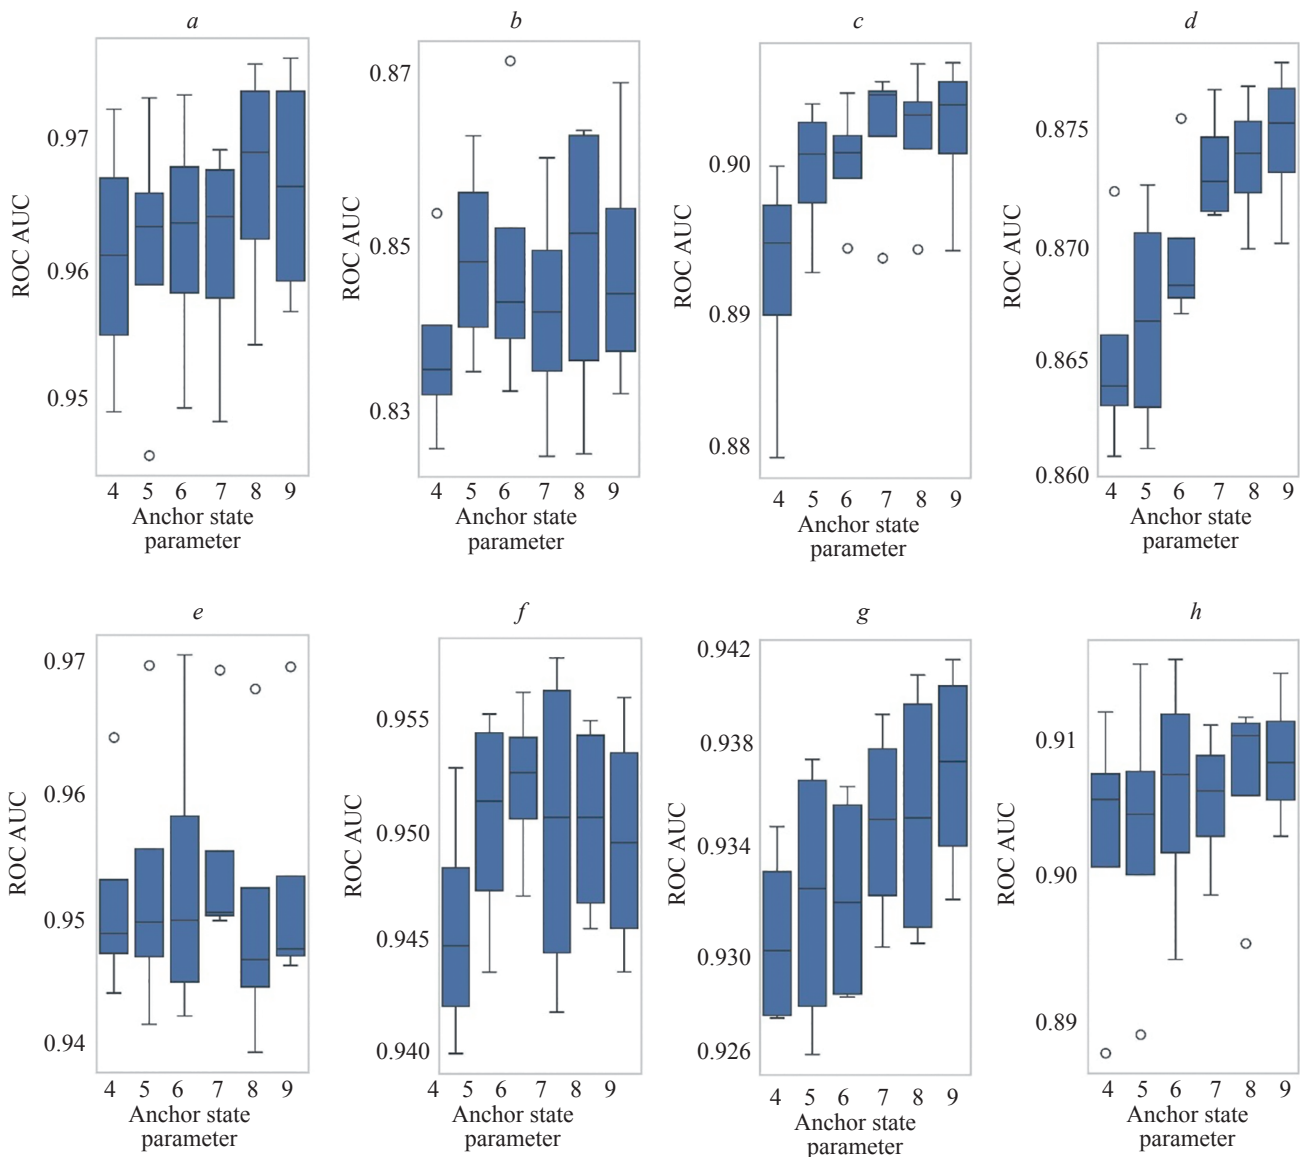 a
0.97
0.96
0.95
ROC AUC
4 5 6 7 8 9
Anchor state
parameter
b
0.87
0.85
0.83
ROC AUC
4 5 6 7 8 9
Anchor state
parameter
c
0.90
0.89
0.88
ROC AUC
4 5 6 7 8 9
Anchor state
parameter
d
0.875
0.870
0.865
0.860
ROC AUC
4 5 6 7 8 9
Anchor state
parameter
e
0.97
0.96
0.95
0.94
ROC AUC
4 5 6 7 8 9
Anchor state
parameter
f
0.955
0.950
0.945
0.940
ROC AUC
4 5 6 7 8 9
Anchor state
parameter
g
0.942
0.938
0.934
0.930
0.926
ROC AUC
4 5 6 7 8 9
Anchor state
parameter
h
0.91
0.90
0.89
ROC AUC
4 5 6 7 8 9
Anchor state
parameter